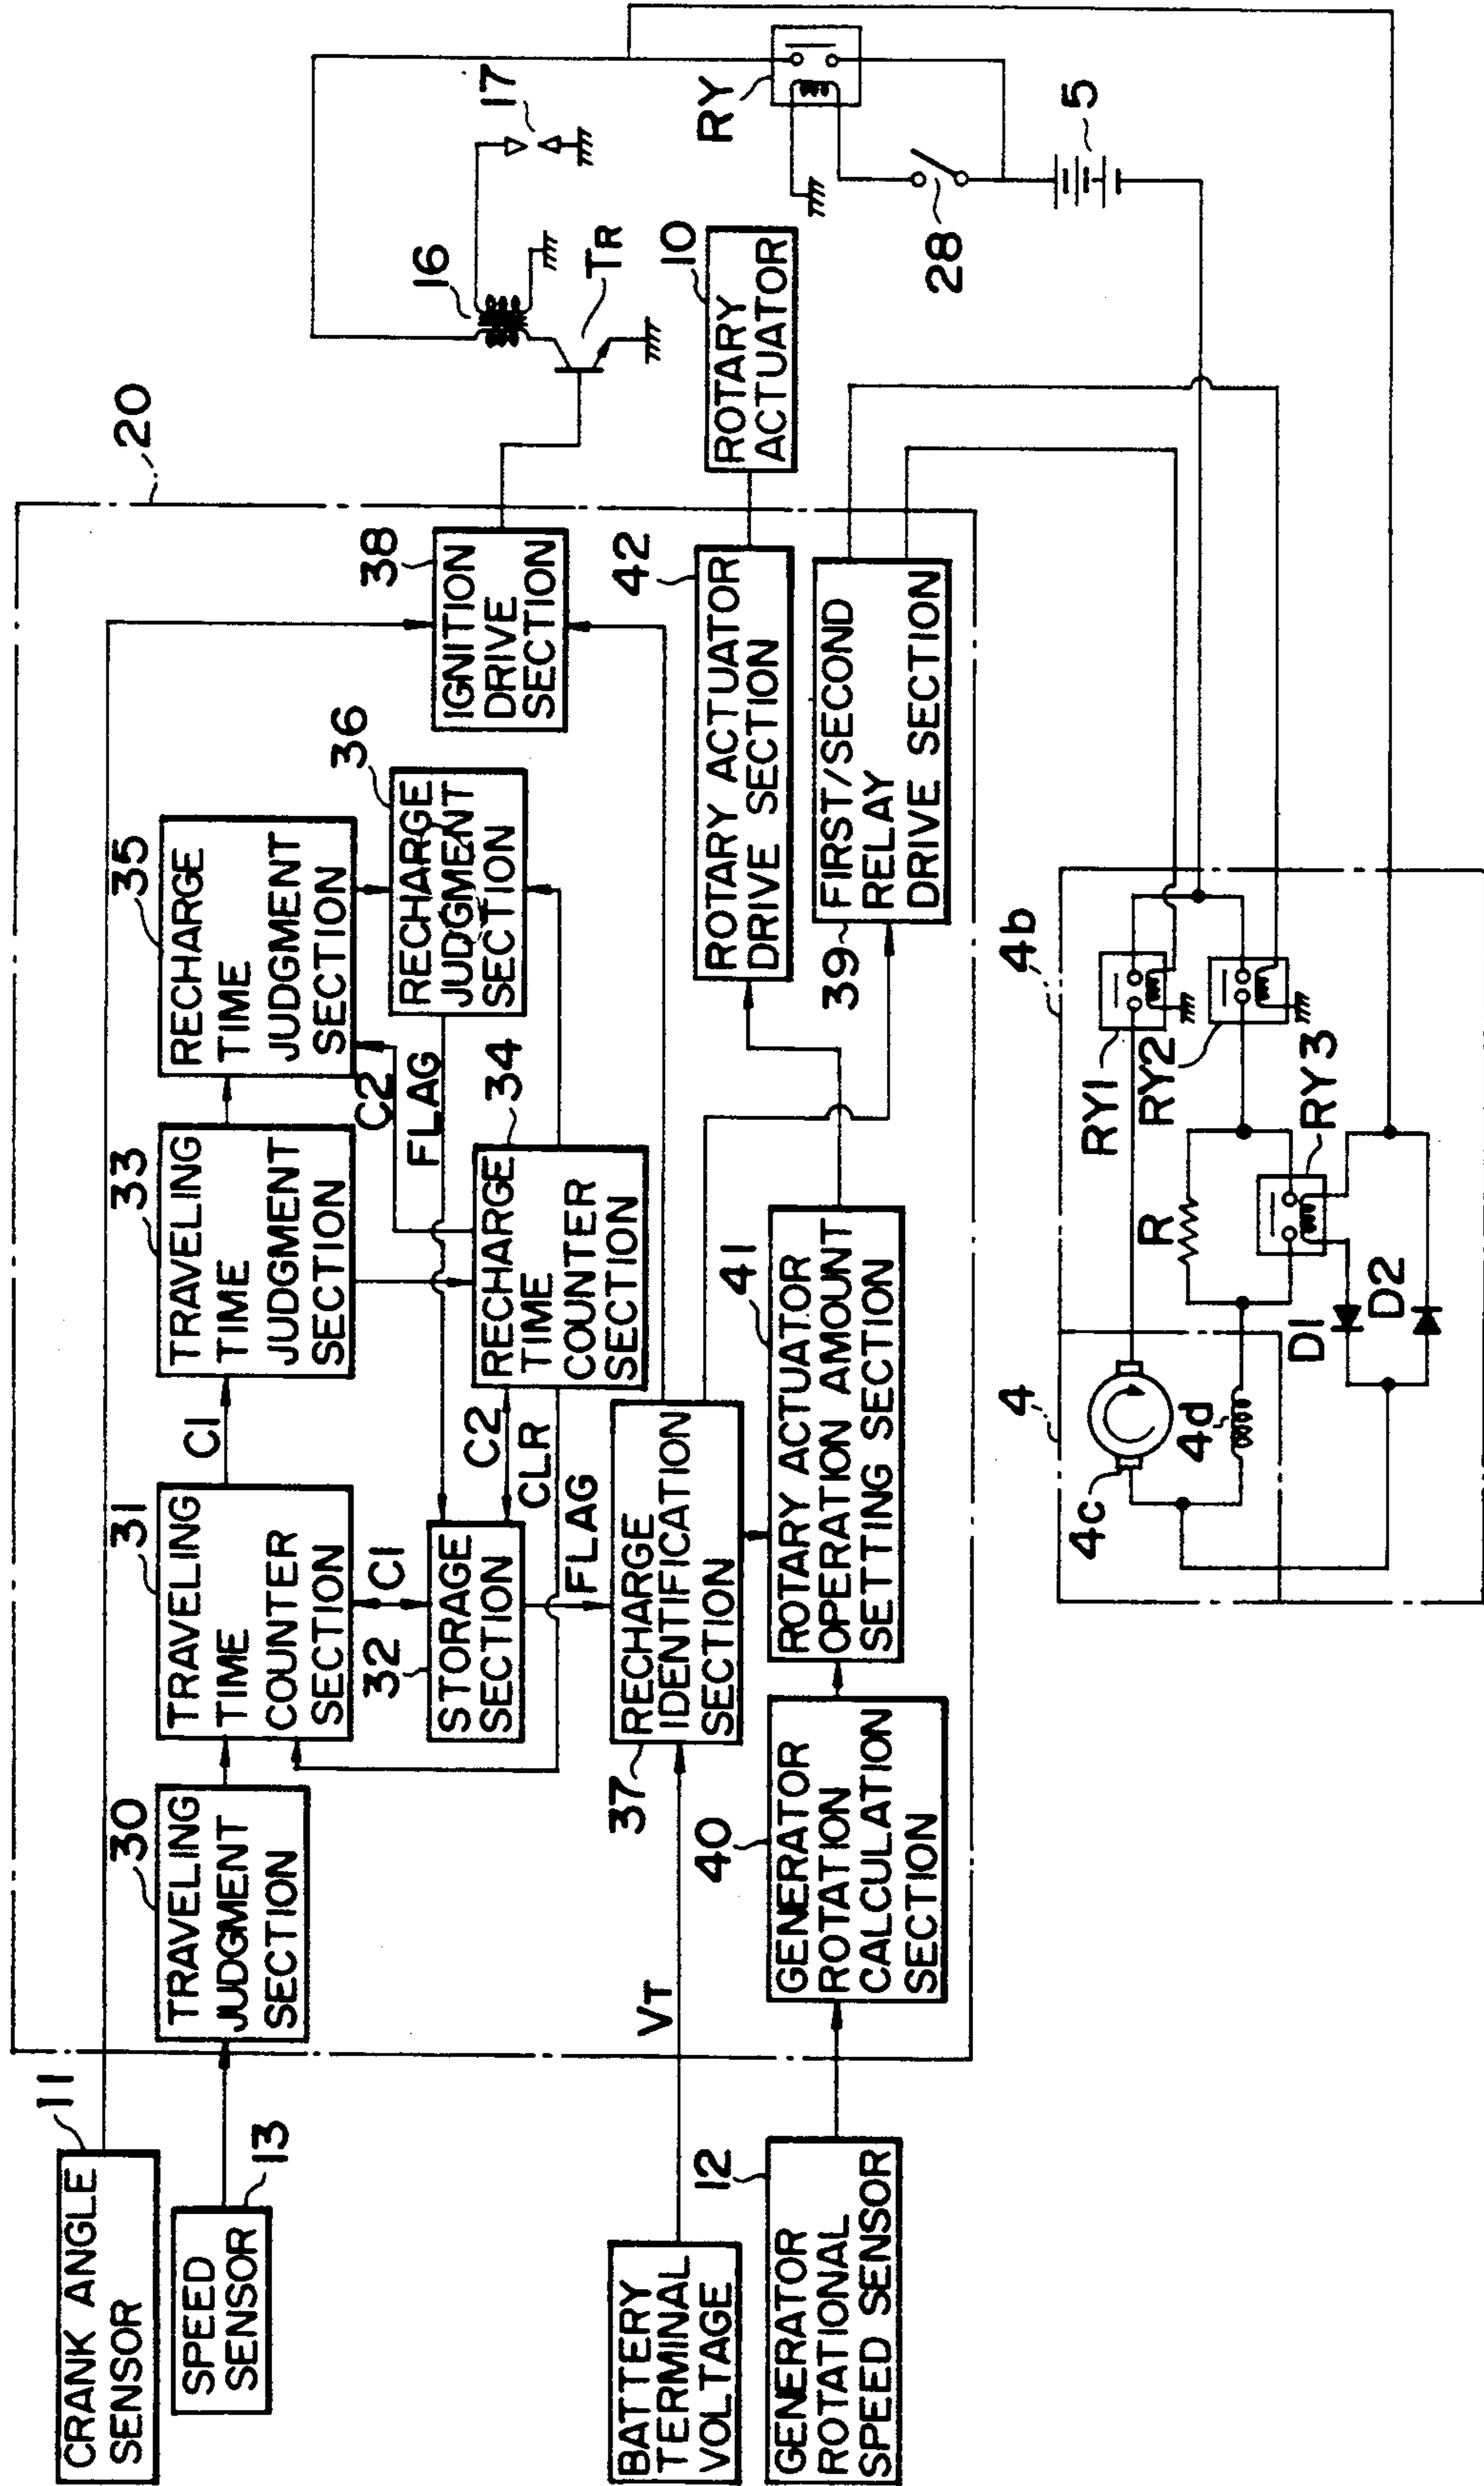 CRANK ANGLE
SENSOR
11
SPEED
SENSOR
13
BATTERY
TERMINAL
VOLTAGE
VT
GENERATOR
ROTATIONAL
SPEED SENSOR
12
20
30
TRAVELING
JUDGMENT
SECTION
31
TRAVELING
TIME
COUNTER
SECTION
C1
33
TRAVELING
TIME
JUDGMENT
SECTION
35
RECHARGE
TIME
JUDGMENT
SECTION
C1
32
STORAGE
SECTION
C2
CLR
FLAG
34
RECHARGE
TIME
COUNTER
SECTION
C2
FLAG
36
RECHARGE
JUDGMENT
SECTION
38
IGNITION
DRIVE
SECTION
37
RECHARGE
IDENTIFICATION
SECTION
40
GENERATOR
ROTATION
CALCULATION
SECTION
41
ROTARY ACTUATOR
OPERATION AMOUNT
SETTING SECTION
42
ROTARY ACTUATOR
DRIVE SECTION
39
FIRST/SECOND
RELAY
DRIVE SECTION
10
ROTARY
ACTUATOR
16
17
TR
RY
28
5
4
4b
4c
4d
RY1
RY2
RY3
R
D1
D2